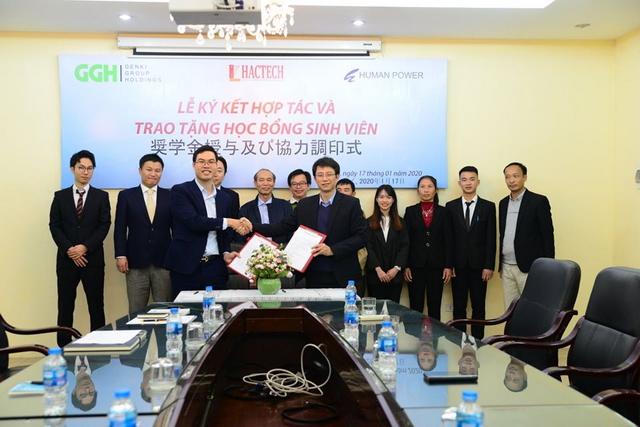 GGH GENKI
GROUP
HOLDINGS
HACTECH
HUMAN POWER
LỄ KÝ KẾT HỢP TÁC VÀ
TRAO TẶNG HỌC BỔNG SINH VIÊN
奨学金授与及び協力調印式
ngày 17 tháng 01 năm 2020
2020年1月17日